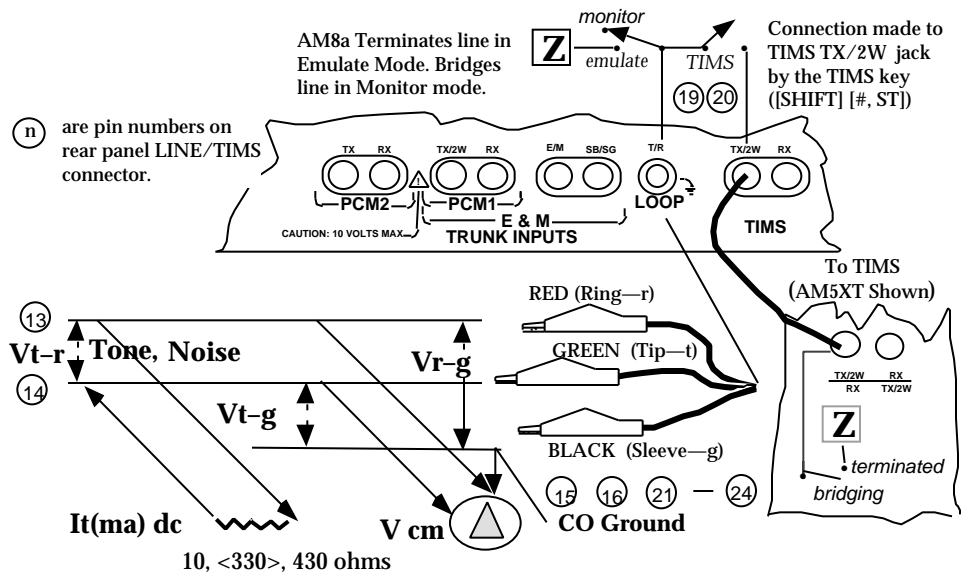 monitor
AM8a Terminates line in
Emulate Mode. Bridges
line in Monitor mode.
Z
emulate
TIMS
Connection made to
TIMS TX/2W jack
by the TIMS key
([SHIFT] [#, ST])
19 20
n
are pin numbers on
rear panel LINE/TIMS
connector.
TX RX TX/2W RX E/M SB/SG T/R TX/2W RX
!
PCM2 PCM1 LOOP
E & M
CAUTION: 10 VOLTS MAX
TRUNK INPUTS
TIMS
To TIMS
(AM5XT Shown)
13
RED (Ring—r)
Vt–r Tone, Noise Vr–g
GREEN (Tip—t)
14
Vt–g
TX/2W RX
RX TX/2W
Z
BLACK (Sleeve—g)
terminated
bridging
15 16 21 — 24
It(ma) dc
V cm
CO Ground
10, <330>, 430 ohms